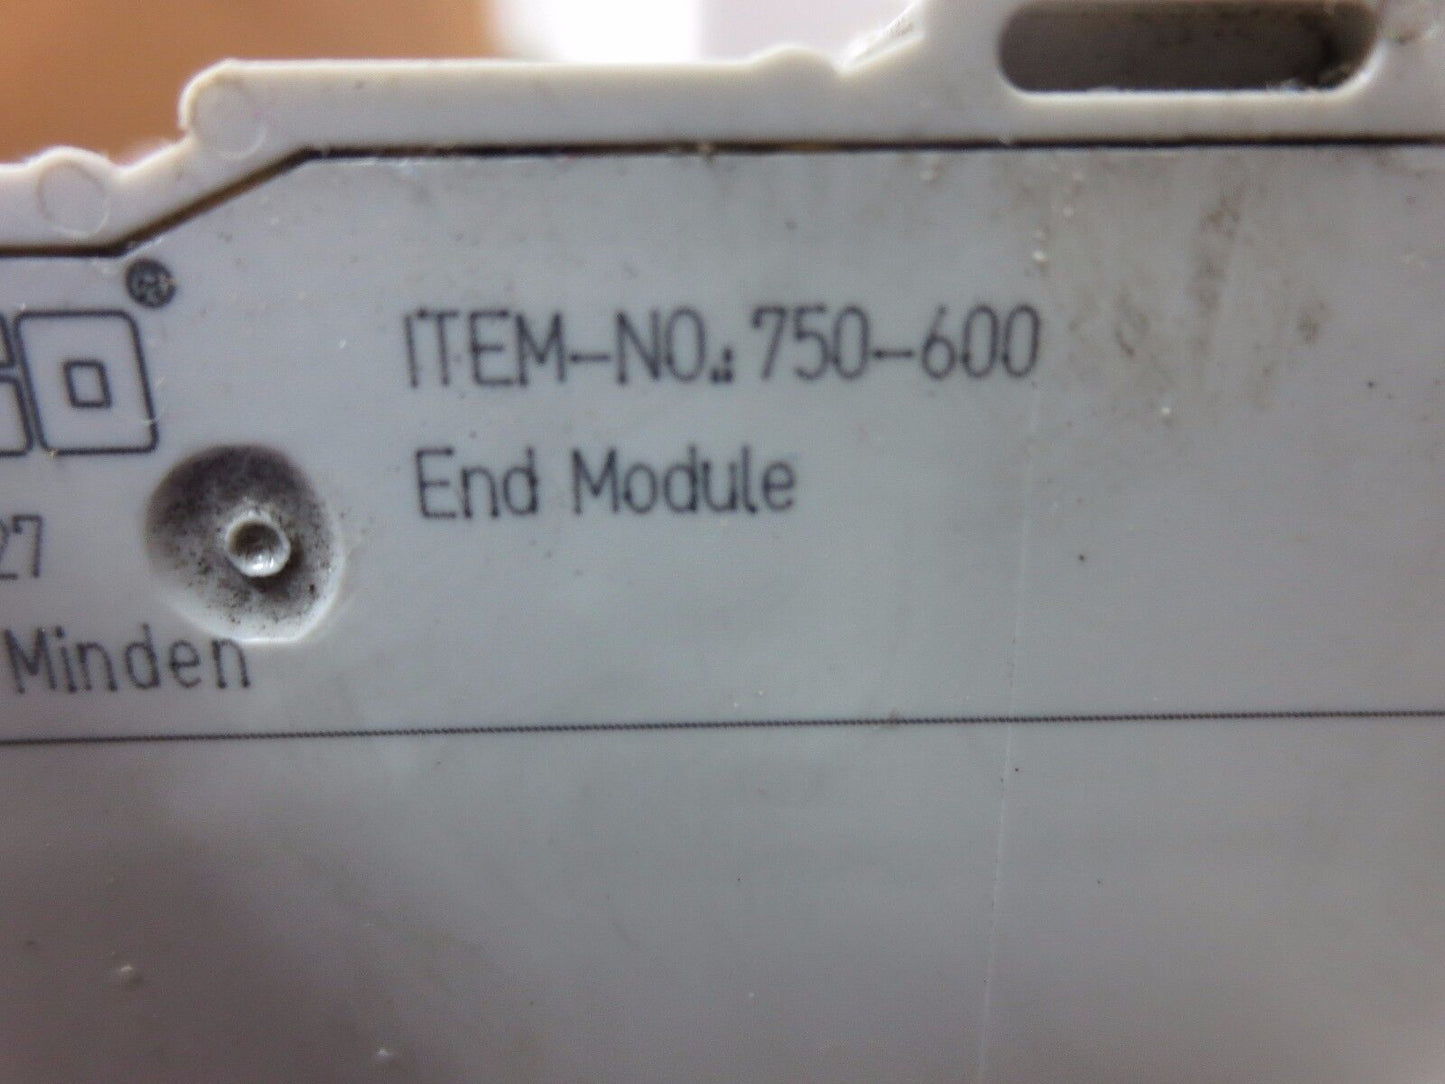 ITEM-NO.: 750-600
End Module
27
Minden